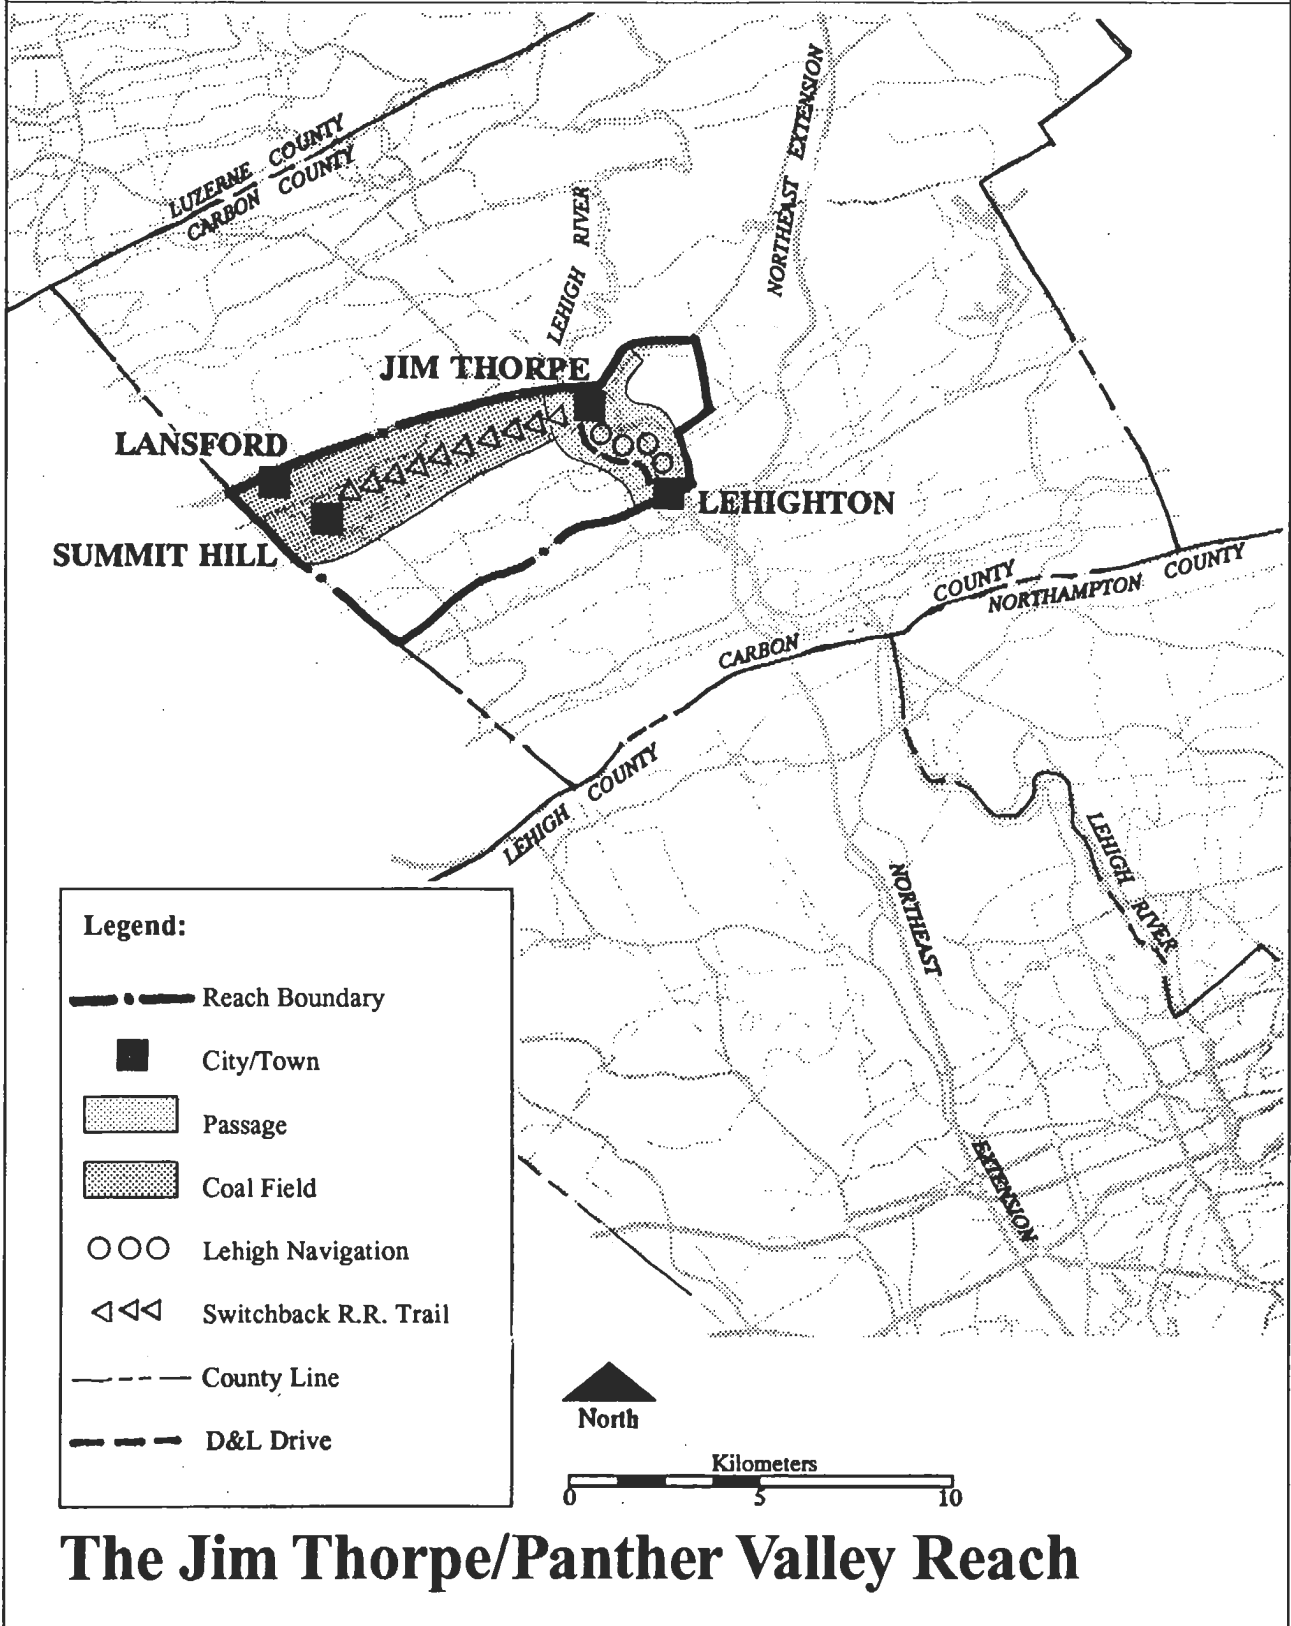 LUZERNE COUNTY
CARBON COUNTY
LEHIGH RIVER
NORTHEAST EXTENSION
JIM THORPE
LANSFORD
SUMMIT HILL
LEHIGHTON
CARBON COUNTY
NORTHAMPTON COUNTY
LEHIGH COUNTY
LEHIGH RIVER
NORTHEAST
EXTENSION
Legend:
Reach Boundary
City/Town
Passage
Coal Field
Lehigh Navigation
Switchback R.R. Trail
County Line
D&L Drive
North
Kilometers
0 5 10
The Jim Thorpe/Panther Valley Reach